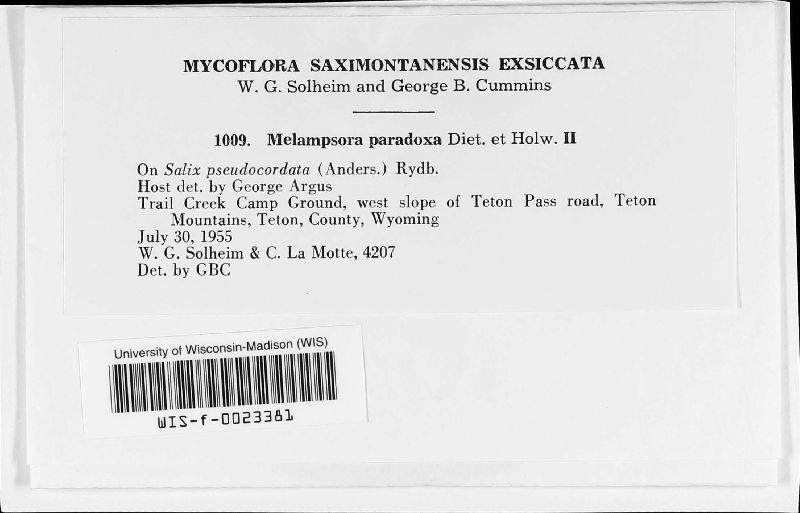 MYCOFLORA SAXIMONTANENSIS EXSICCATA
W. G. Solheim and George B. Cummins
1009. Melampsora paradoxa Diet. et Holw. II
On Salix pseudocordata (Anders.) Rydb.
Host det. by George Argus
Trail Creek Camp Ground, west slope of Teton Pass road, Teton
Mountains, Teton, County, Wyoming
July 30, 1955
W. G. Solheim & C. La Motte, 4207
Det. by GBC
University of Wisconsin-Madison (WIS)
WIS-f-0023381